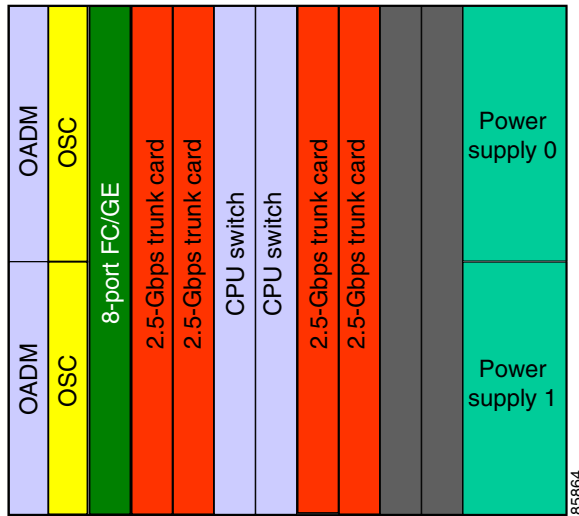 OADM
OSC
8-port FC/GE
2.5-Gbps trunk card
2.5-Gbps trunk card
CPU switch
CPU switch
2.5-Gbps trunk card
2.5-Gbps trunk card
Power
supply 0
OADM
OSC
Power
supply 1
85864